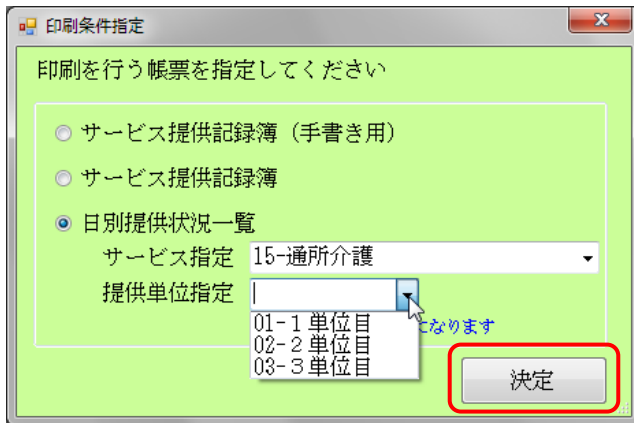 印刷条件指定
印刷を行う帳票を指定してください
サービス提供記録簿（手書き用）
サービス提供記録簿
日別提供状況一覧
サービス指定 15-通所介護
提供単位指定
01-１単位目
になります
02-２単位目
03-３単位目
決定